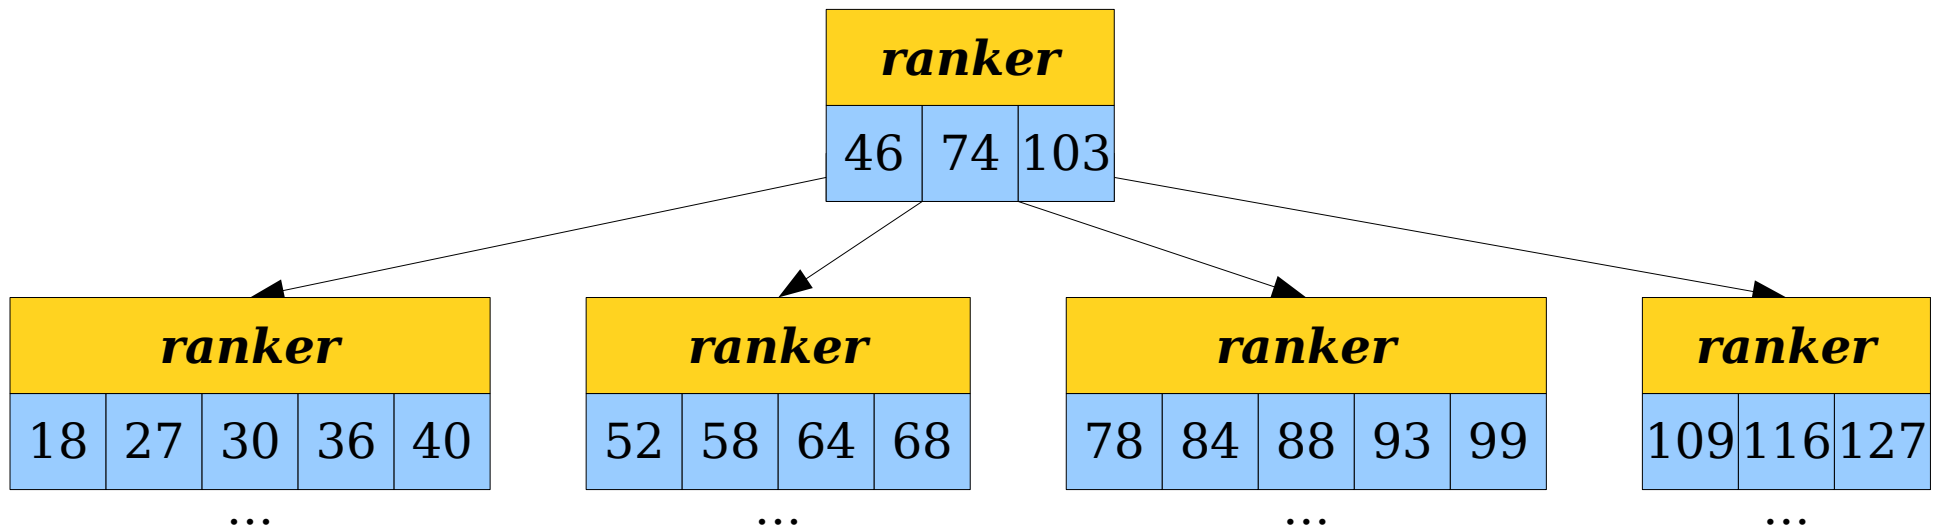 ranker
46 74 103
ranker ranker ranker ranker
18 27 30 36 40 52 58 64 68 78 84 88 93 99 109 116 127
... ... ... ...